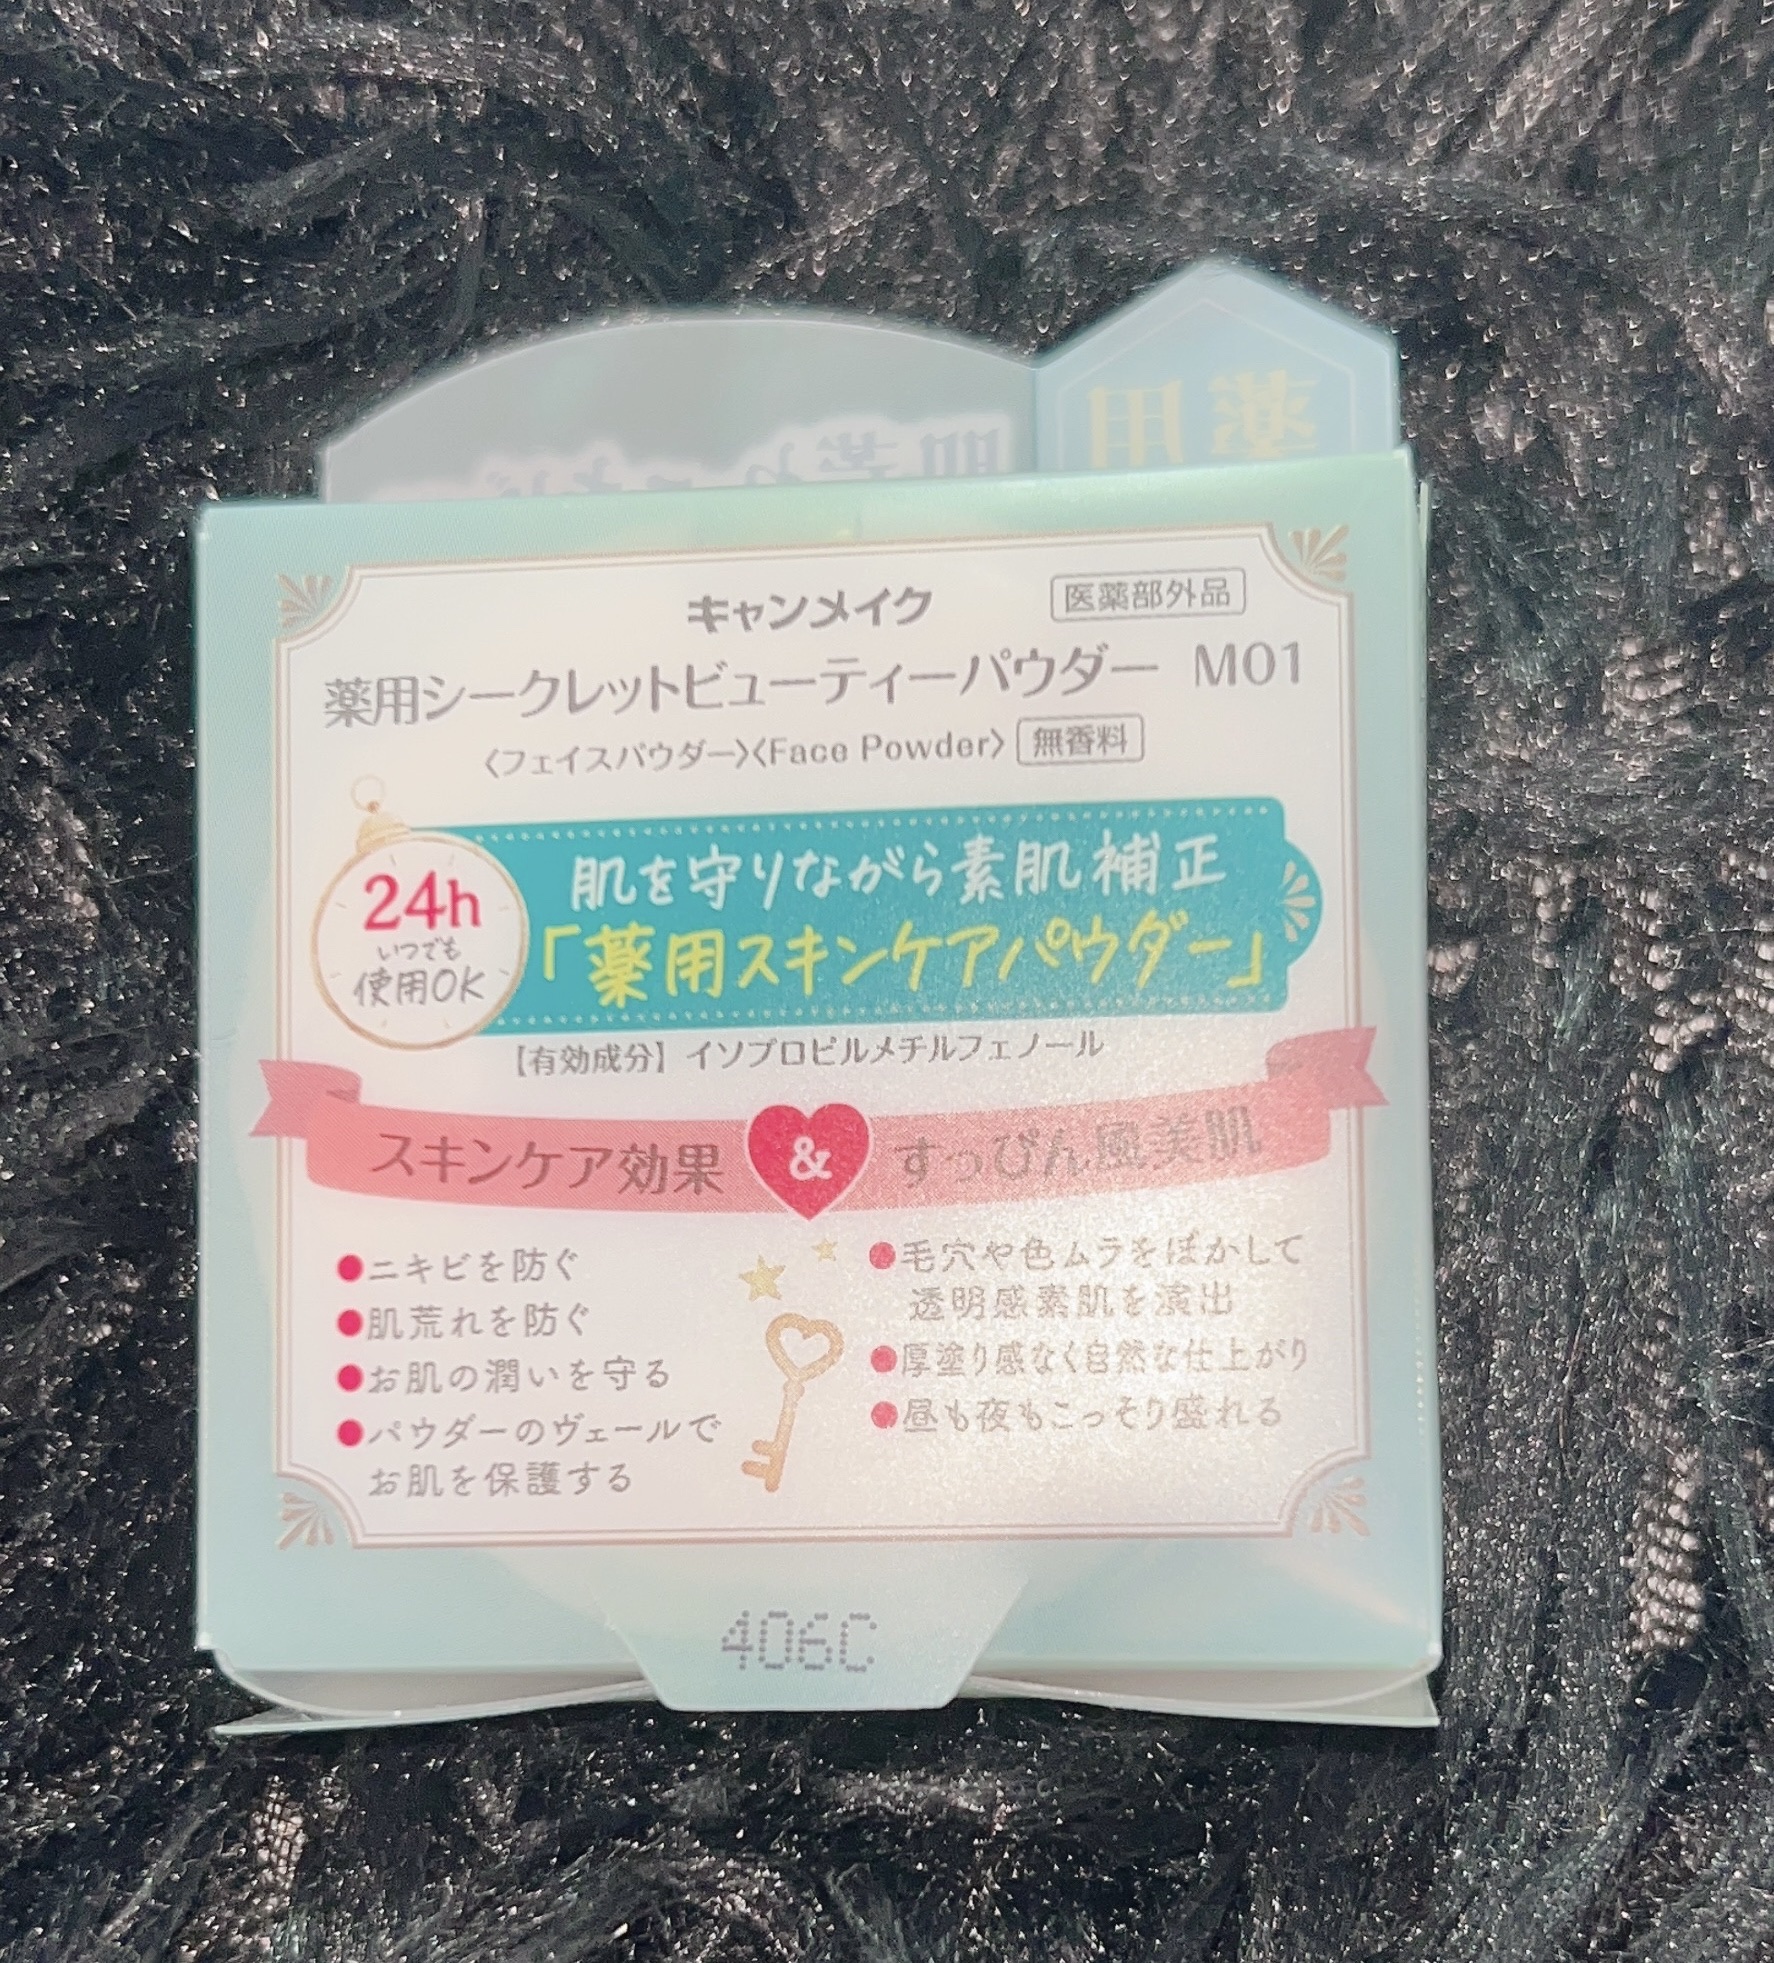 薬用
キャンメイク 医薬部外品
薬用シークレットビューティーパウダー M01
〈フェイスパウダー〉〈Face Powder〉 無香料
24h
いつでも
使用OK
肌を守りながら素肌補正
「薬用スキンケアパウダー」
【有効成分】イソプロピルメチルフェノール
スキンケア効果 & すっぴん風美肌
●ニキビを防ぐ
●肌荒れを防ぐ
●お肌の潤いを守る
●パウダーのヴェールで
お肌を保護する
●毛穴や色ムラをぼかして
透明感素肌を演出
●厚塗り感なく自然な仕上がり
●昼も夜もこっそり盛れる
406C